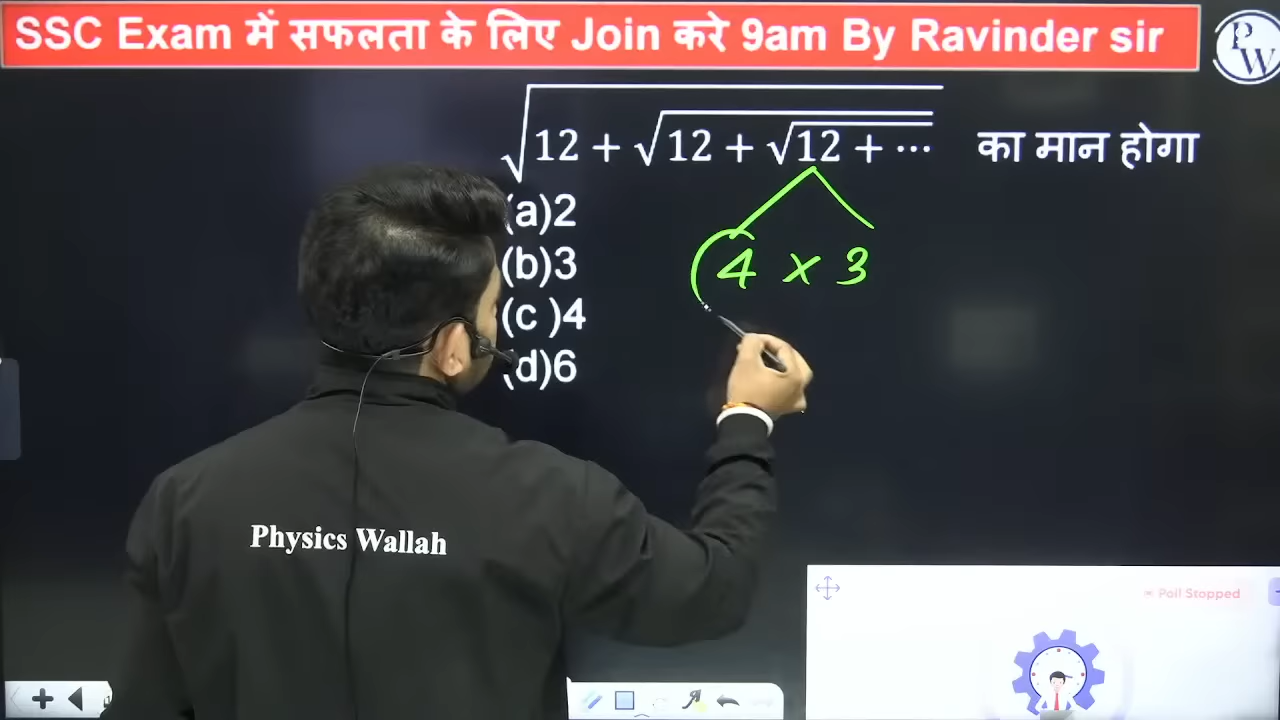 SSC Exam में सफलता के लिए Join करे 9am By Ravinder sir
PW
√12 + √12 + √12 + ⋯ का मान होगा
(a)2
(b)3
(c )4
(d)6
4 × 3
Physics Wallah
Poll Stopped